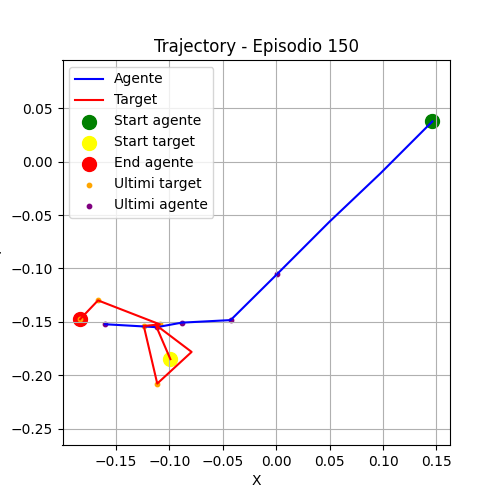 Trajectory - Episodio 150
Agente
Target
Start agente
Start target
End agente
Ultimi target
Ultimi agente
0.05
0.00
−0.05
−0.10
−0.15
−0.20
−0.25
−0.15
−0.10
−0.05
0.00
0.05
0.10
0.15
X